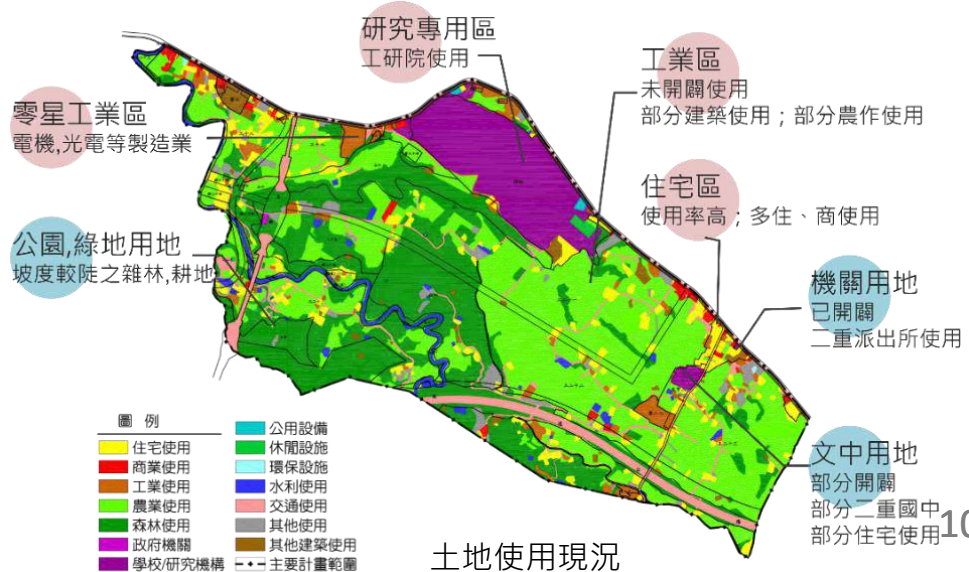 研究專用區
工研院使用
工業區
未開闢使用
部分建築使用；部分農作使用
零星工業區
電機,光電等製造業
住宅區
使用率高；多住、商使用
公園,綠地用地
坡度較陡之雜林,耕地
機關用地
已開闢
二重派出所使用
文中用地
部分開闢
部分二重國中
部分住宅使用
10
圖 例
住宅使用
商業使用
工業使用
農業使用
森林使用
政府機關
學校/研究機構
公用設備
休閒設施
環保設施
水利使用
交通使用
其他使用
其他建築使用
主要計畫範圍
土地使用現況